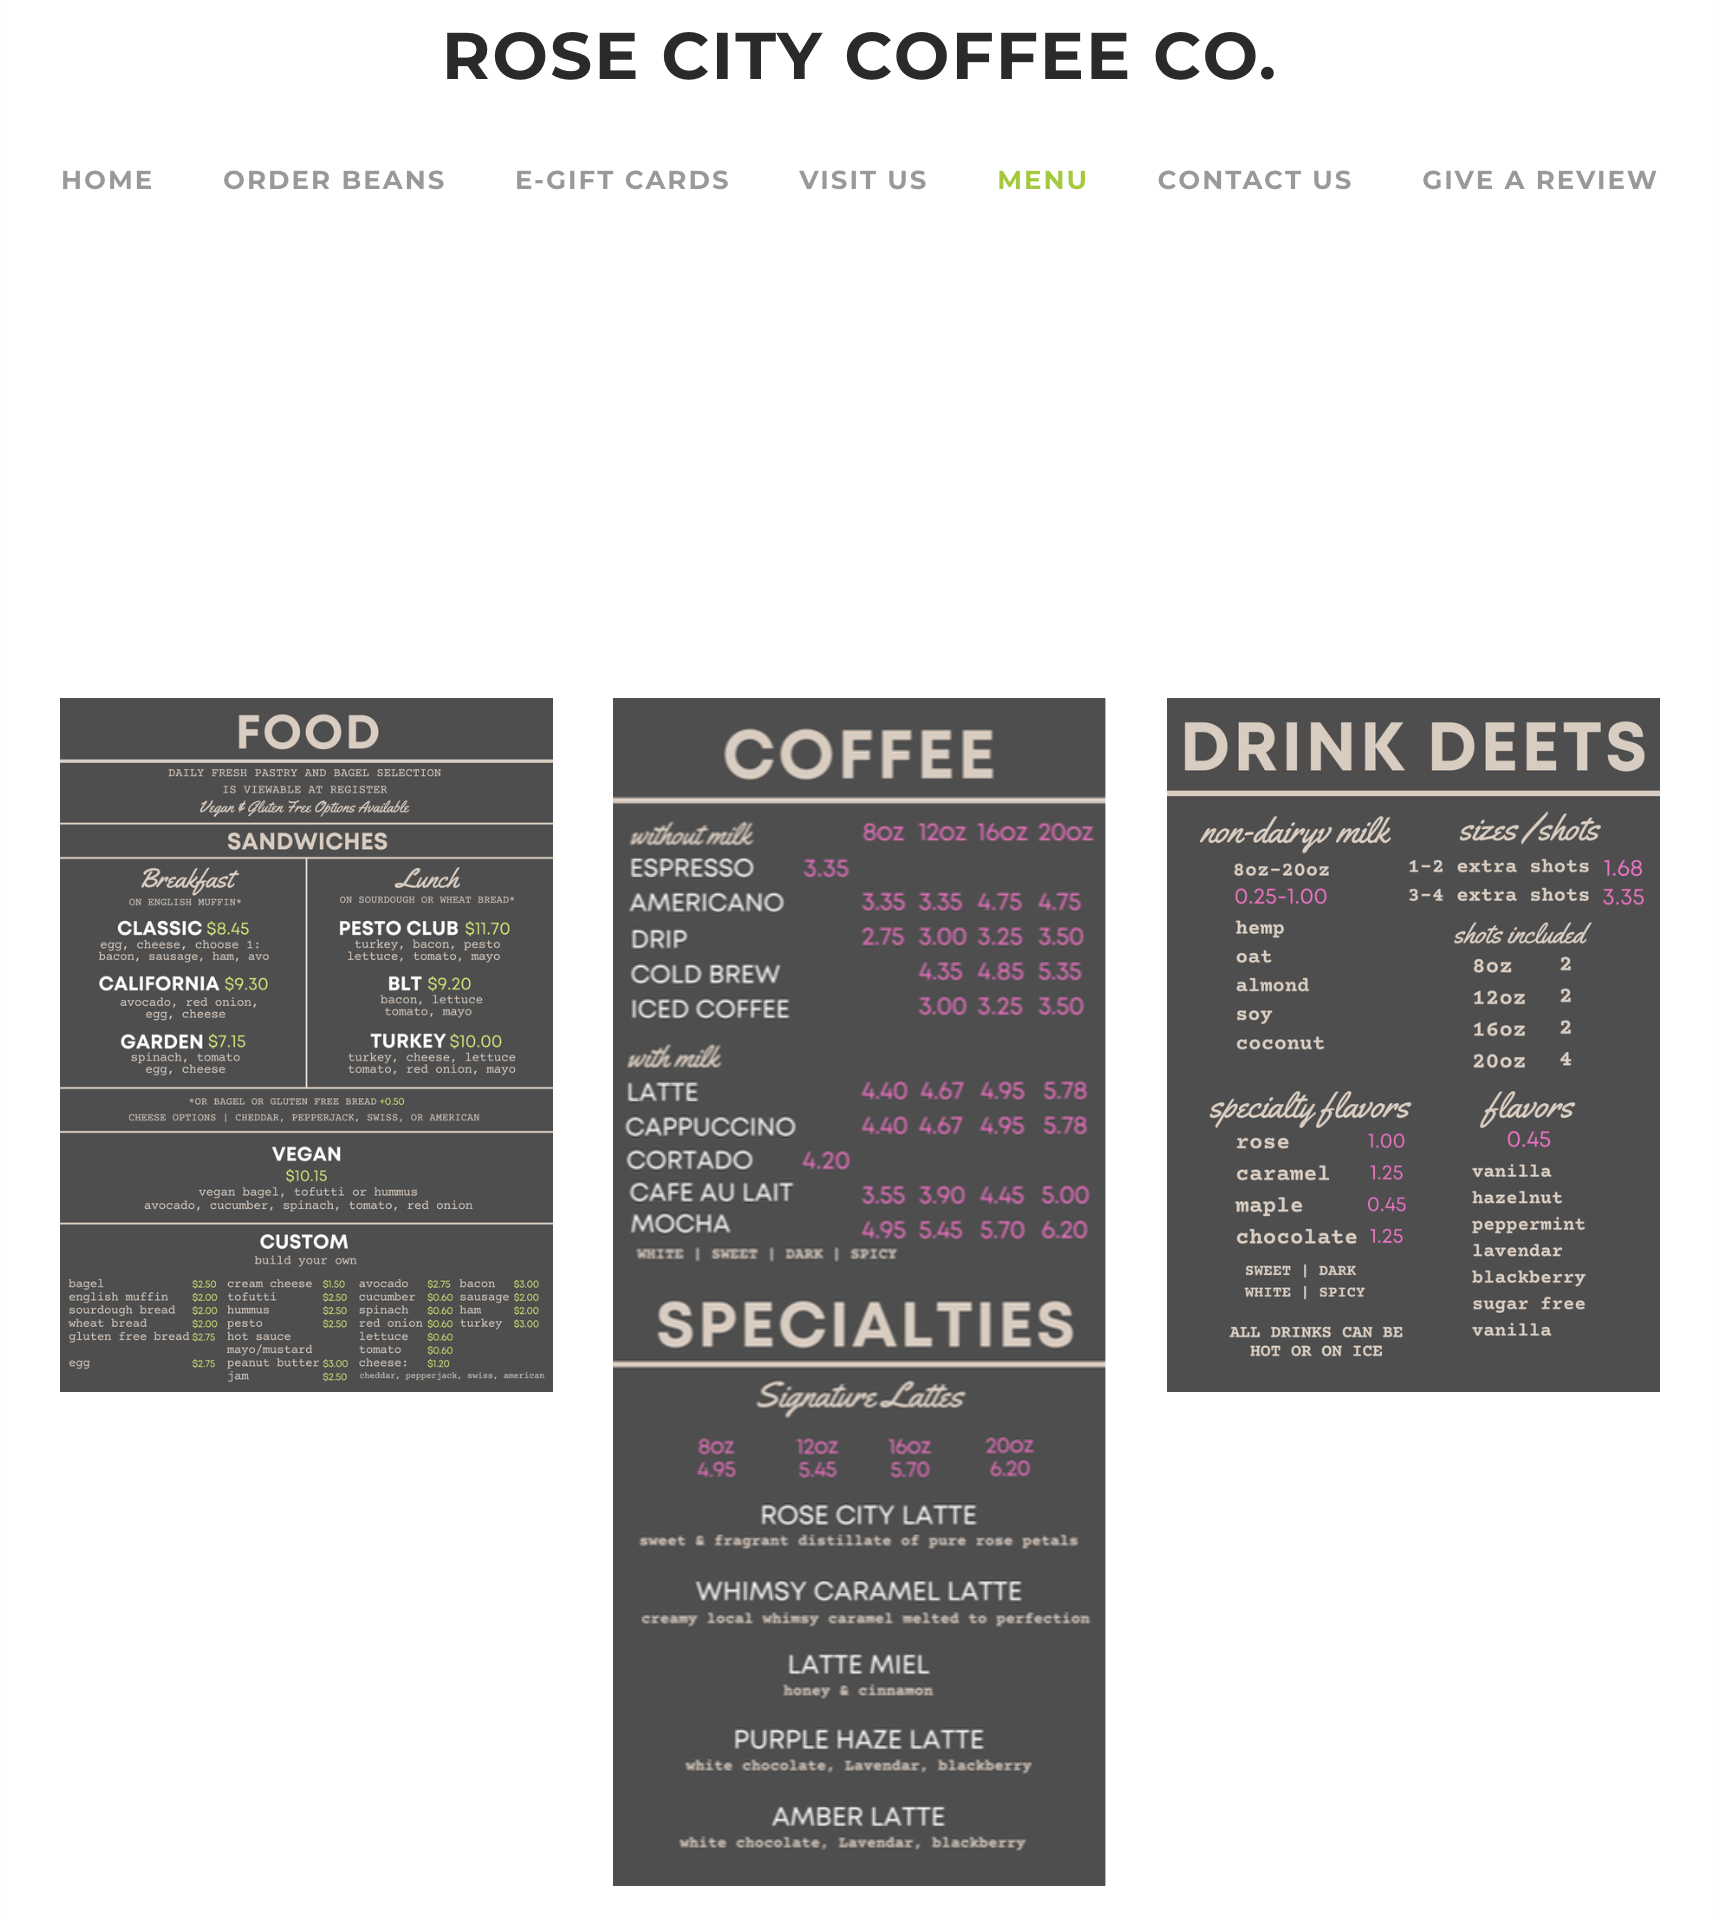 ROSE CITY COFFEE CO.
HOME ORDER BEANS E-GIFT CARDS VISIT US MENU CONTACT US GIVE A REVIEW
FOOD
DAILY FRESH PASTRY AND BAGEL SELECTION
IS VIEWABLE AT REGISTER
Vegan & Gluten Free Options Available
SANDWICHES
Breakfast
ON ENGLISH MUFFIN*
CLASSIC $8.45
egg, cheese, choose 1:
bacon, sausage, ham, avo
CALIFORNIA $9.30
avocado, red onion,
egg, cheese
GARDEN $7.15
spinach, tomato
egg, cheese
Lunch
ON SOURDOUGH OR WHEAT BREAD*
PESTO CLUB $11.70
turkey, bacon, pesto
lettuce, tomato, mayo
BLT $9.20
bacon, lettuce
tomato, mayo
TURKEY $10.00
turkey, cheese, lettuce
tomato, red onion, mayo
*OR BAGEL OR GLUTEN FREE BREAD +0.50
CHEESE OPTIONS | CHEDDAR, PEPPERJACK, SWISS, OR AMERICAN
VEGAN
$10.15
vegan bagel, tofutti or hummus
avocado, cucumber, spinach, tomato, red onion
CUSTOM
build your own
bagel $2.50 cream cheese $1.50 avocado $2.75 bacon $3.00
english muffin $2.00 tofutti $2.50 cucumber $0.60 sausage $2.00
sourdough bread $2.00 hummus $2.50 spinach $0.60 ham $2.00
wheat bread $2.00 pesto $2.50 red onion $0.60 turkey $3.00
gluten free bread $2.75 hot sauce lettuce $0.60
mayo/mustard tomato $0.60
egg $2.75 peanut butter $3.00 cheese: $1.20
jam $2.50 cheddar, pepperjack, swiss, american
COFFEE
without milk 8oz 12oz 16oz 20oz
ESPRESSO 3.35
AMERICANO 3.35 3.35 4.75 4.75
DRIP 2.75 3.00 3.25 3.50
COLD BREW 4.35 4.85 5.35
ICED COFFEE 3.00 3.25 3.50
with milk
LATTE 4.40 4.67 4.95 5.78
CAPPUCCINO 4.40 4.67 4.95 5.78
CORTADO 4.20
CAFE AU LAIT 3.55 3.90 4.45 5.00
MOCHA 4.95 5.45 5.70 6.20
WHITE | SWEET | DARK | SPICY
SPECIALTIES
Signature Lattes
8oz 12oz 16oz 20oz
4.95 5.45 5.70 6.20
ROSE CITY LATTE
sweet & fragrant distillate of pure rose petals
WHIMSY CARAMEL LATTE
creamy local whimsy caramel melted to perfection
LATTE MIEL
honey & cinnamon
PURPLE HAZE LATTE
white chocolate, Lavendar, blackberry
AMBER LATTE
white chocolate, Lavendar, blackberry
DRINK DEETS
non-dairyv milk
8oz-20oz
0.25-1.00
hemp
oat
almond
soy
coconut
sizes/shots
1-2 extra shots 1.68
3-4 extra shots 3.35
shots included
8oz 2
12oz 2
16oz 2
20oz 4
specialty flavors
rose 1.00
caramel 1.25
maple 0.45
chocolate 1.25
SWEET | DARK
WHITE | SPICY
ALL DRINKS CAN BE
HOT OR ON ICE
flavors
0.45
vanilla
hazelnut
peppermint
lavendar
blackberry
sugar free
vanilla